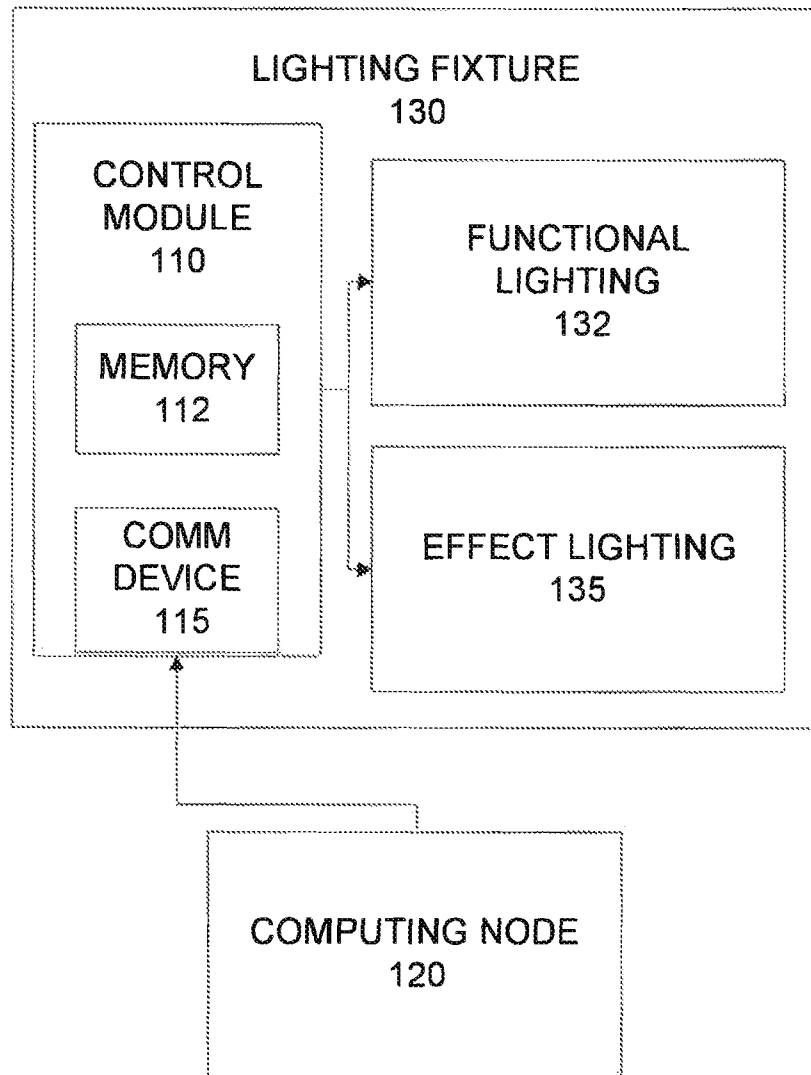 LIGHTING FIXTURE
130
CONTROL
MODULE
110
MEMORY
112
COMM
DEVICE
115
FUNCTIONAL
LIGHTING
132
EFFECT LIGHTING
135
COMPUTING NODE
120